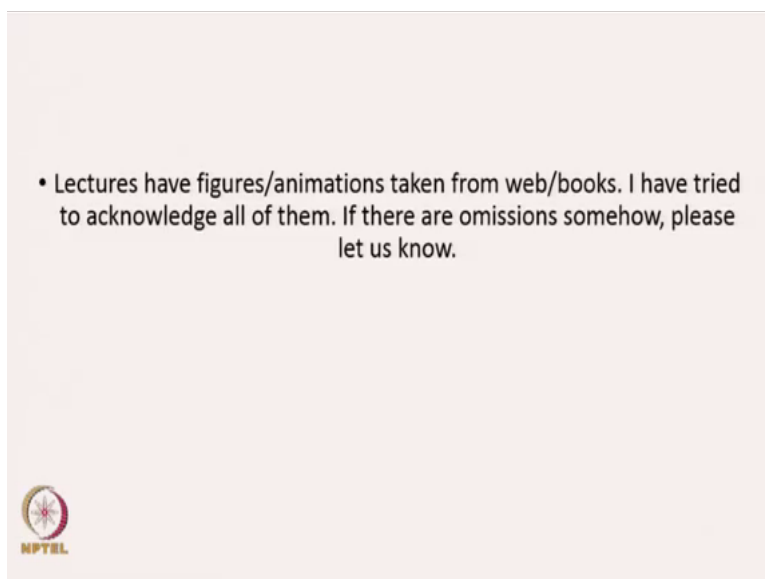 • Lectures have figures/animations taken from web/books. I have tried
to acknowledge all of them. If there are omissions somehow, please
let us know.
NPTEL